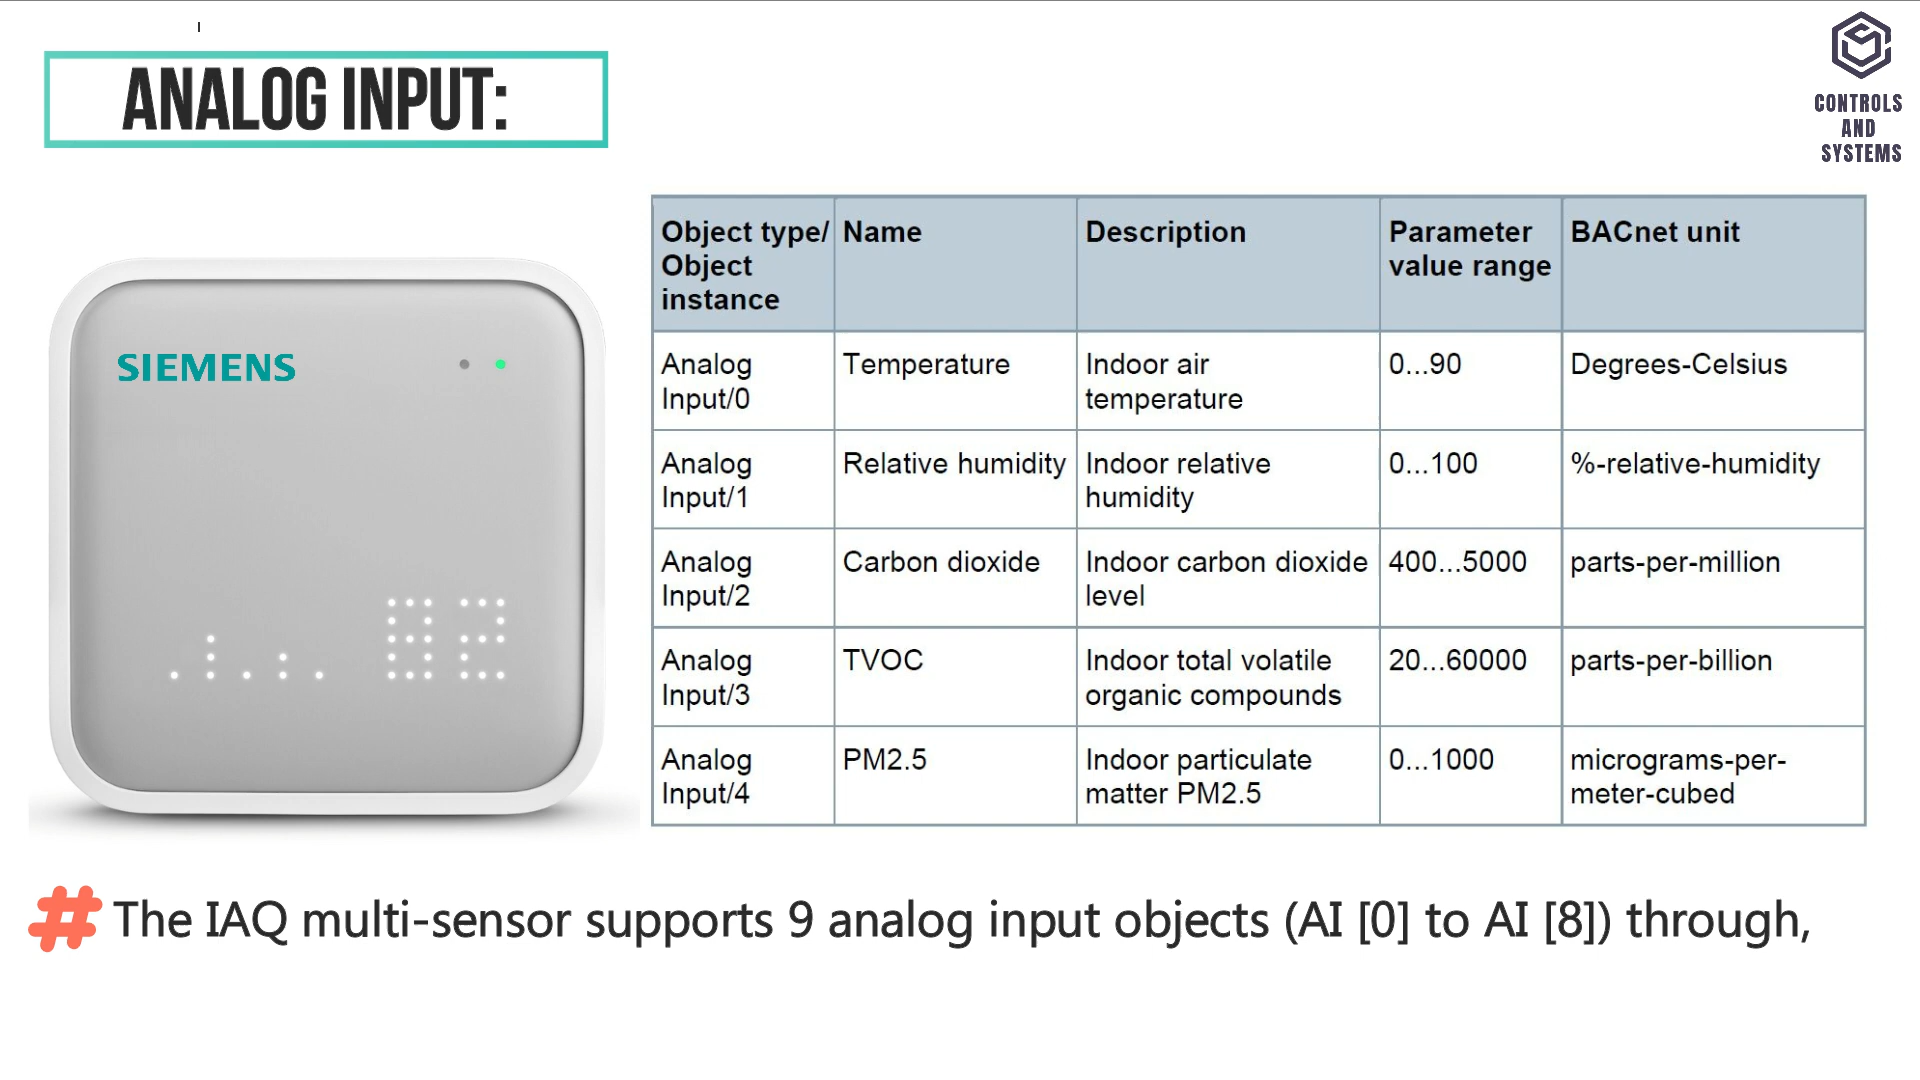 ANALOG INPUT:
CONTROLS
AND
SYSTEMS
SIEMENS
Object type/
Object
instance
Name
Description
Parameter
value range
BACnet unit
Analog
Input/0
Temperature
Indoor air
temperature
0...90
Degrees-Celsius
Analog
Input/1
Relative humidity
Indoor relative
humidity
0...100
%-relative-humidity
Analog
Input/2
Carbon dioxide
Indoor carbon dioxide
level
400...5000
parts-per-million
Analog
Input/3
TVOC
Indoor total volatile
organic compounds
20...60000
parts-per-billion
Analog
Input/4
PM2.5
Indoor particulate
matter PM2.5
0...1000
micrograms-per-
meter-cubed
# The IAQ multi-sensor supports 9 analog input objects (AI [0] to AI [8]) through,